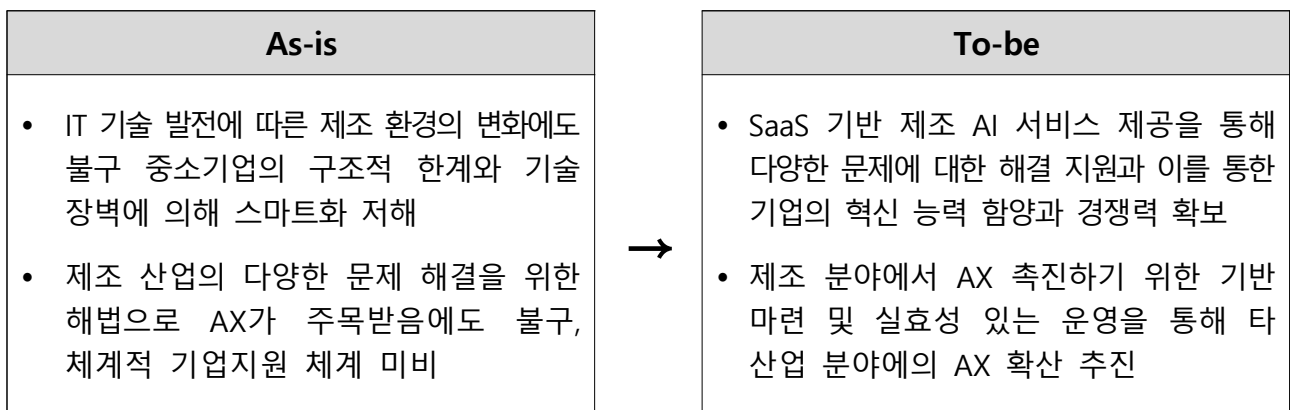 As-is
• IT 기술 발전에 따른 제조 환경의 변화에도
불구 중소기업의 구조적 한계와 기술
장벽에 의해 스마트화 저해
• 제조 산업의 다양한 문제 해결을 위한
해법으로 AX가 주목받음에도 불구,
체계적 기업지원 체계 미비
→
To-be
• SaaS 기반 제조 AI 서비스 제공을 통해
다양한 문제에 대한 해결 지원과 이를 통한
기업의 혁신 능력 함양과 경쟁력 확보
• 제조 분야에서 AX 촉진하기 위한 기반
마련 및 실효성 있는 운영을 통해 타
산업 분야에의 AX 확산 추진